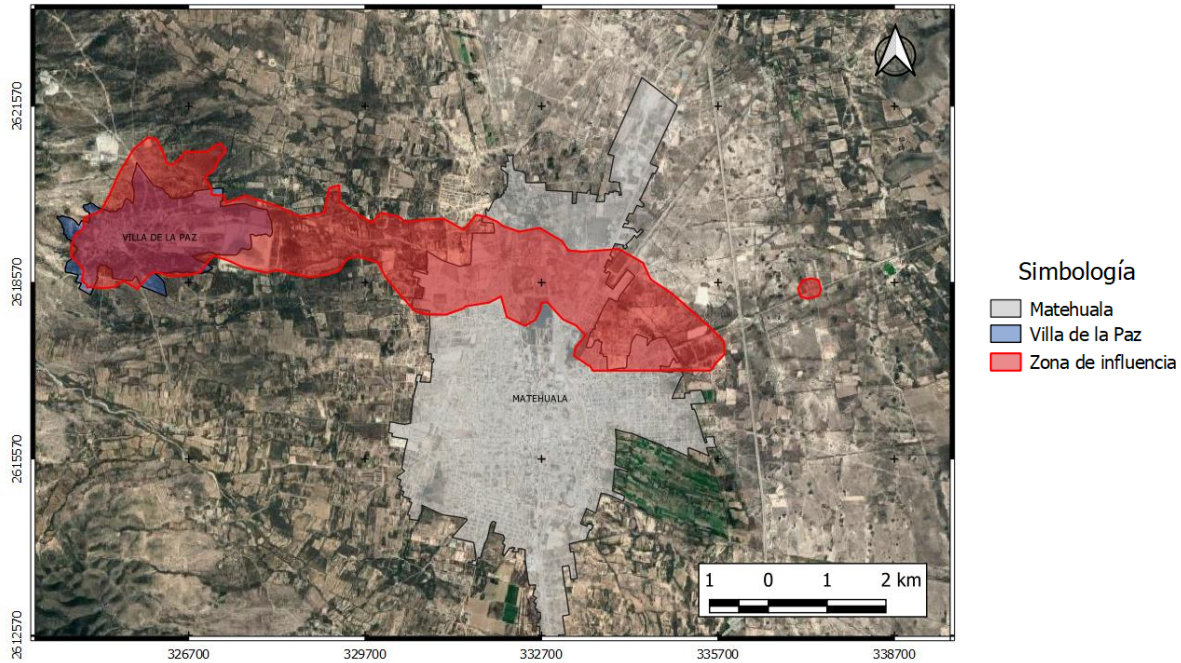 2621570
2618570
2615570
2612570
VILLA DE LA PAZ
MATEHUALA
1 0 1 2 km
326700 329700 332700 335700 338700
Simbología
Matehuala
Villa de la Paz
Zona de influencia